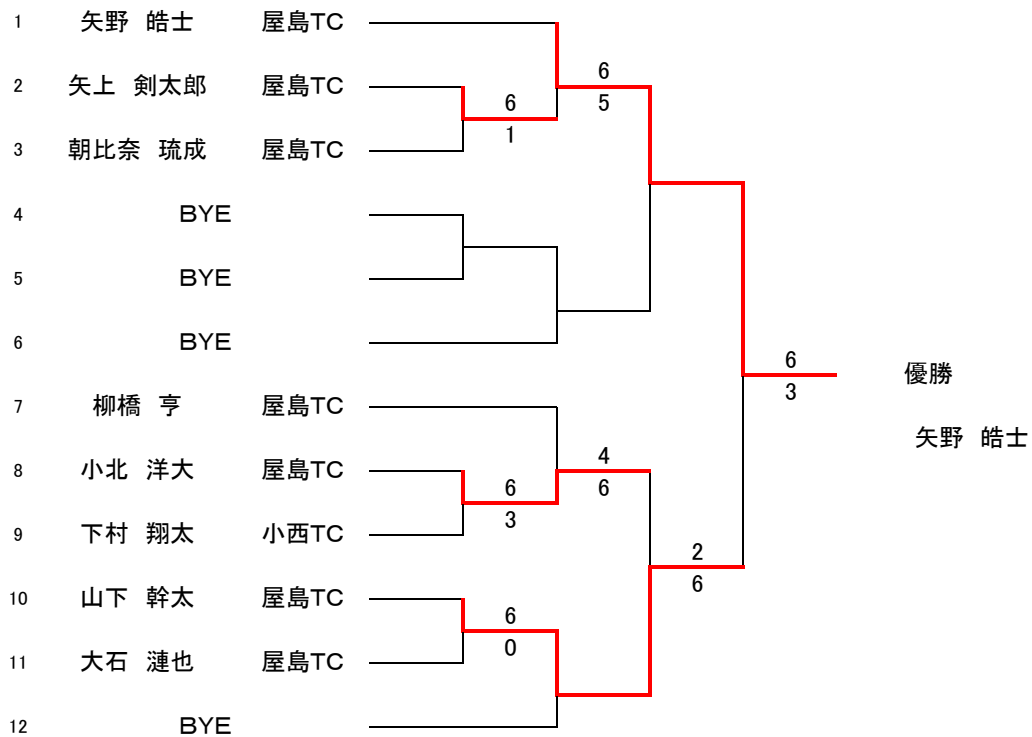 1 矢野 皓士 屋島TC
6
2 矢上 剣太郎 屋島TC
6 5
1
3 朝比奈 琉成 屋島TC
4 BYE
5 BYE
6 BYE
6
優勝
3
7 柳橋 亨 屋島TC
矢野 皓士
4
8 小北 洋大 屋島TC
6 6
3
9 下村 翔太 小西TC
2
6
10 山下 幹太 屋島TC
6
0
11 大石 漣也 屋島TC
12 BYE